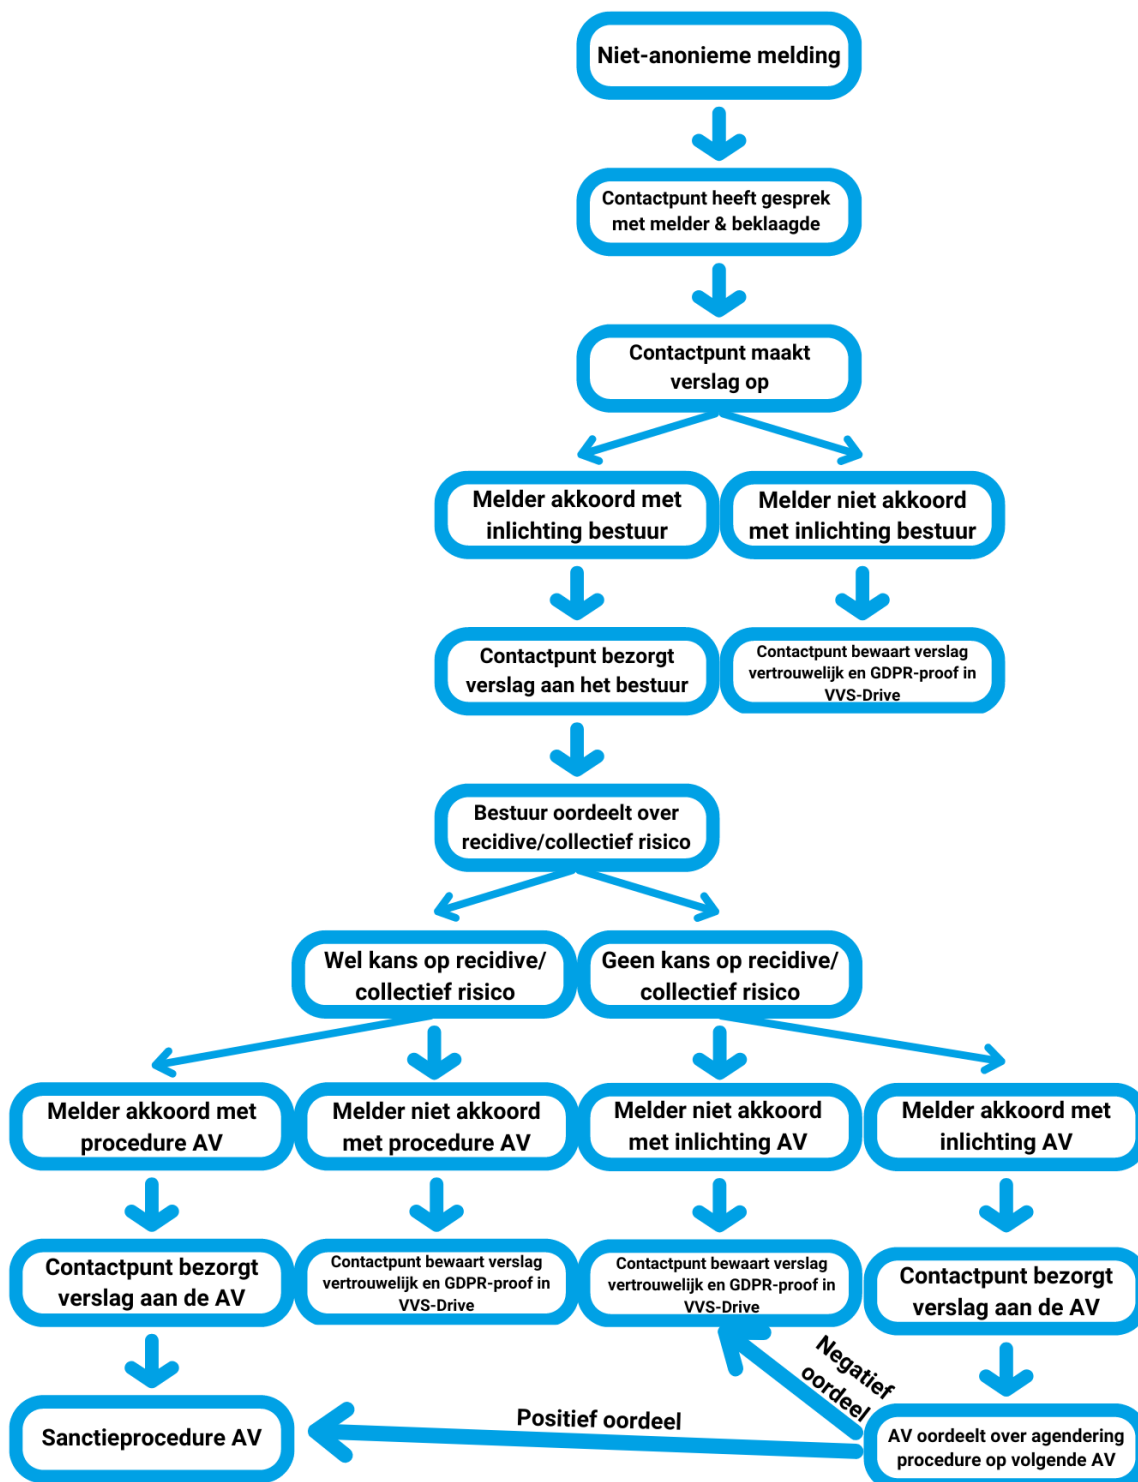 Niet-anonieme melding
Contactpunt heeft gesprek
met melder & beklaagde
Contactpunt maakt
verslag op
Melder akkoord met
inlichting bestuur
Melder niet akkoord
met inlichting bestuur
Contactpunt bezorgt
verslag aan het bestuur
Contactpunt bewaart verslag
vertrouwelijk en GDPR-proof in
VVS-Drive
Bestuur oordeelt over
recidive/collectief risico
Wel kans op recidive/
collectief risico
Geen kans op recidive/
collectief risico
Melder akkoord met
procedure AV
Melder niet akkoord
met procedure AV
Melder niet akkoord
met inlichting AV
Melder akkoord met
inlichting AV
Contactpunt bezorgt
verslag aan de AV
Contactpunt bewaart verslag
vertrouwelijk en GDPR-proof in
VVS-Drive
Contactpunt bewaart verslag
vertrouwelijk en GDPR-proof in
VVS-Drive
Contactpunt bezorgt
verslag aan de AV
Negatief
oordeel
Positief oordeel
Sanctieprocedure AV
AV oordeelt over agendering
procedure op volgende AV